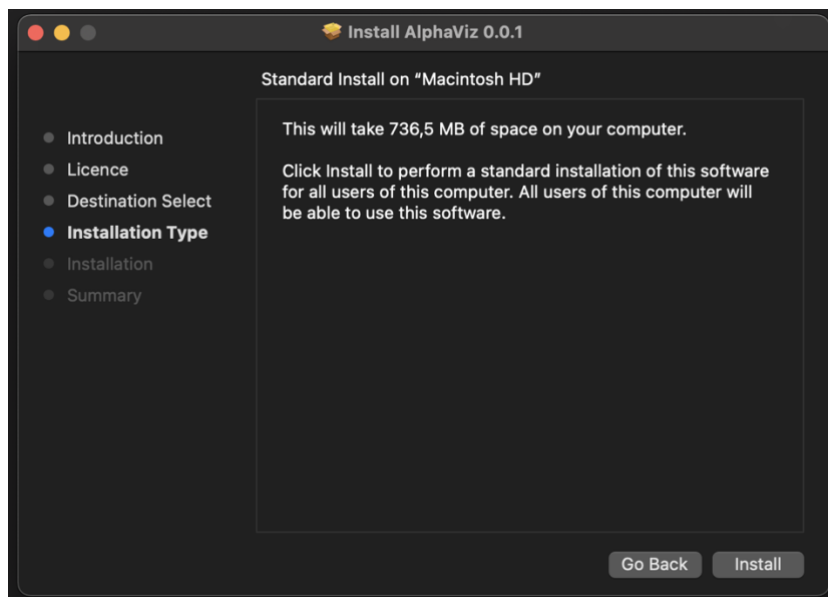 Install AlphaViz 0.0.1
Standard Install on “Macintosh HD”
Introduction
Licence
Destination Select
Installation Type
Installation
Summary
This will take 736,5 MB of space on your computer.
Click Install to perform a standard installation of this software
for all users of this computer. All users of this computer will
be able to use this software.
Go Back
Install